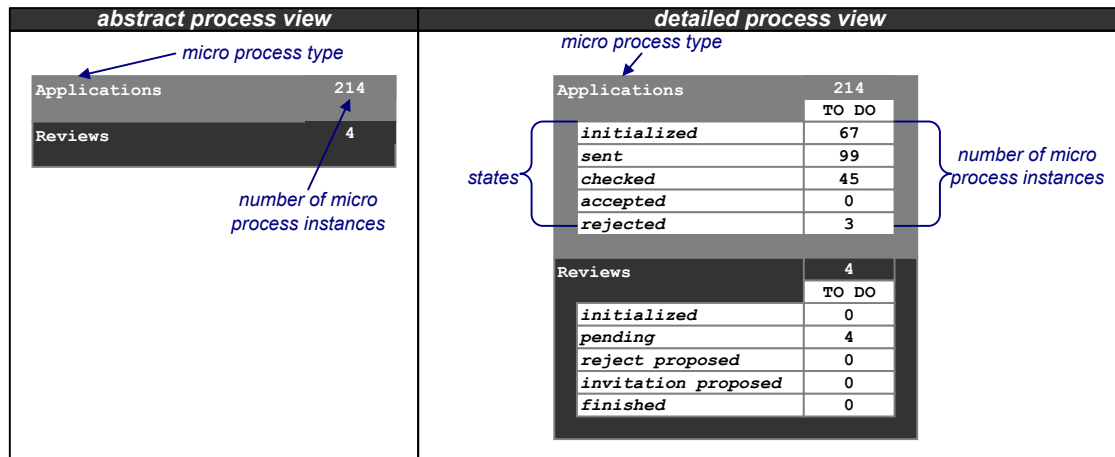 abstract process view
micro process type
Applications 214
Reviews 4
number of micro
process instances
detailed process view
micro process type
Applications 214
TO DO
initialized 67
sent 99
checked 45
accepted 0
rejected 3
states
number of micro
process instances
Reviews 4
TO DO
initialized 0
pending 4
reject proposed 0
invitation proposed 0
finished 0